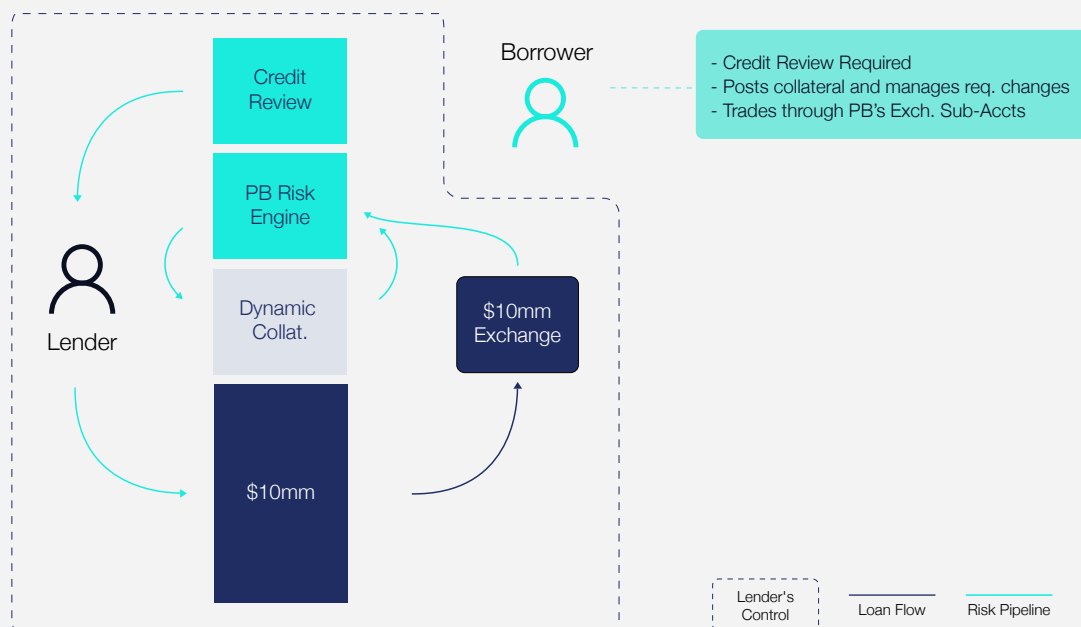 Credit
Review
Borrower
- Credit Review Required
- Posts collateral and manages req. changes
- Trades through PB's Exch. Sub-Accts
PB Risk
Engine
Lender
Dynamic
Collat.
$10mm
Exchange
$10mm
Lender's
Control
Loan Flow
Risk Pipeline